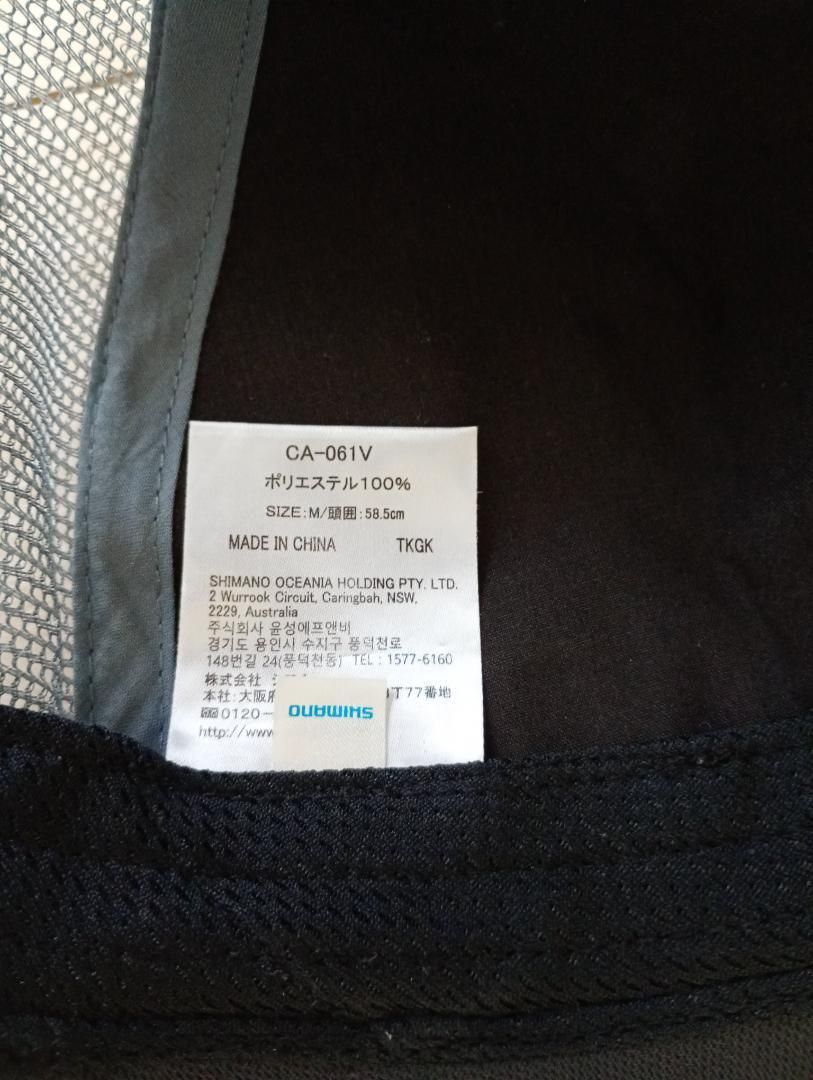 CA-061V
ポリエステル100%
SIZE:M/頭囲:58.5cm
MADE IN CHINA TKGK
SHIMANO OCEANIA HOLDING PTY. LTD.
2 Wurrook Circuit, Caringbah, NSW,
2229, Australia
주식회사 윤성에프앤비
경기도 용인시 수지구 풍덕천로
148번길 24(풍덕천동) TEL : 1577-6160
株式会社
本社:大阪 丁77番地
0120-
http://www
SHIMANO